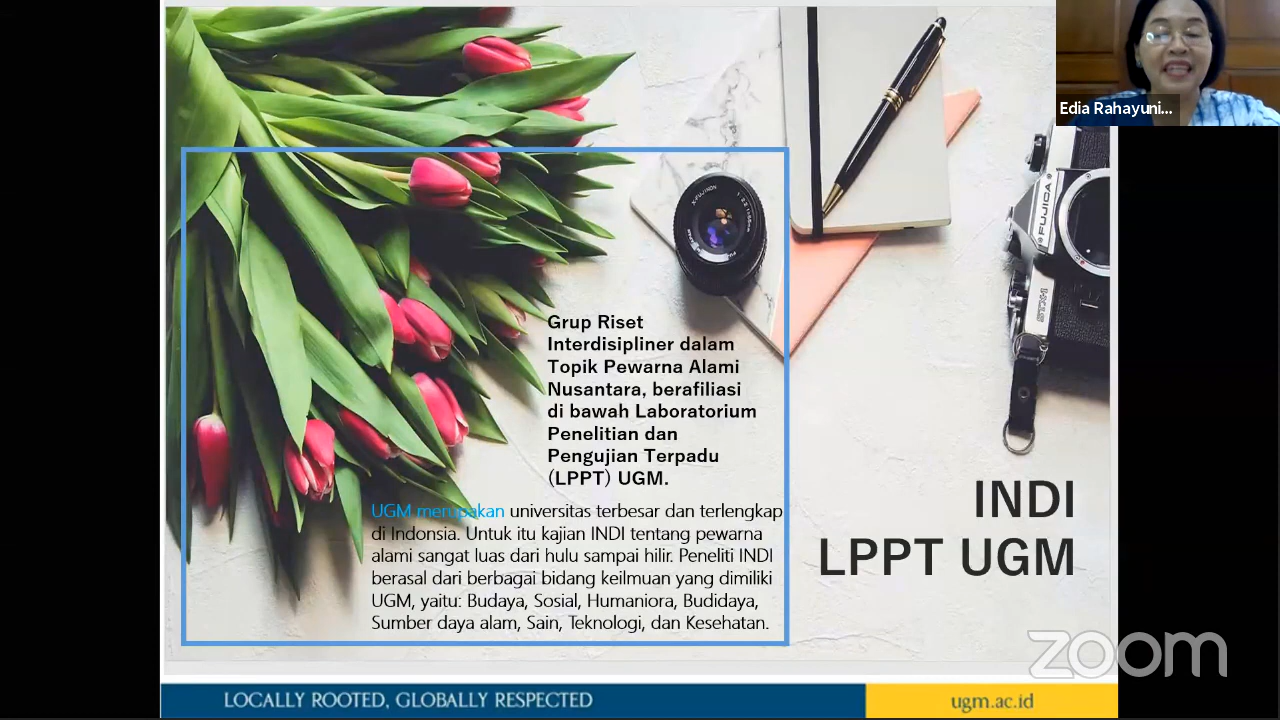 Edia Rahayuni...
FUJICA
Grup Riset
Interdisipliner dalam
Topik Pewarna Alami
Nusantara, berafiliasi
di bawah Laboratorium
Penelitian dan
Pengujian Terpadu
(LPPT) UGM.
UGM merupakan universitas terbesar dan terlengkap
di Indonsia. Untuk itu kajian INDI tentang pewarna
alami sangat luas dari hulu sampai hilir. Peneliti INDI
berasal dari berbagai bidang keilmuan yang dimiliki
UGM, yaitu: Budaya, Sosial, Humaniora, Budidaya,
Sumber daya alam, Sain, Teknologi, dan Kesehatan.
INDI
LPPT UGM
zoom
LOCALLY ROOTED, GLOBALLY RESPECTED
ugm.ac.id